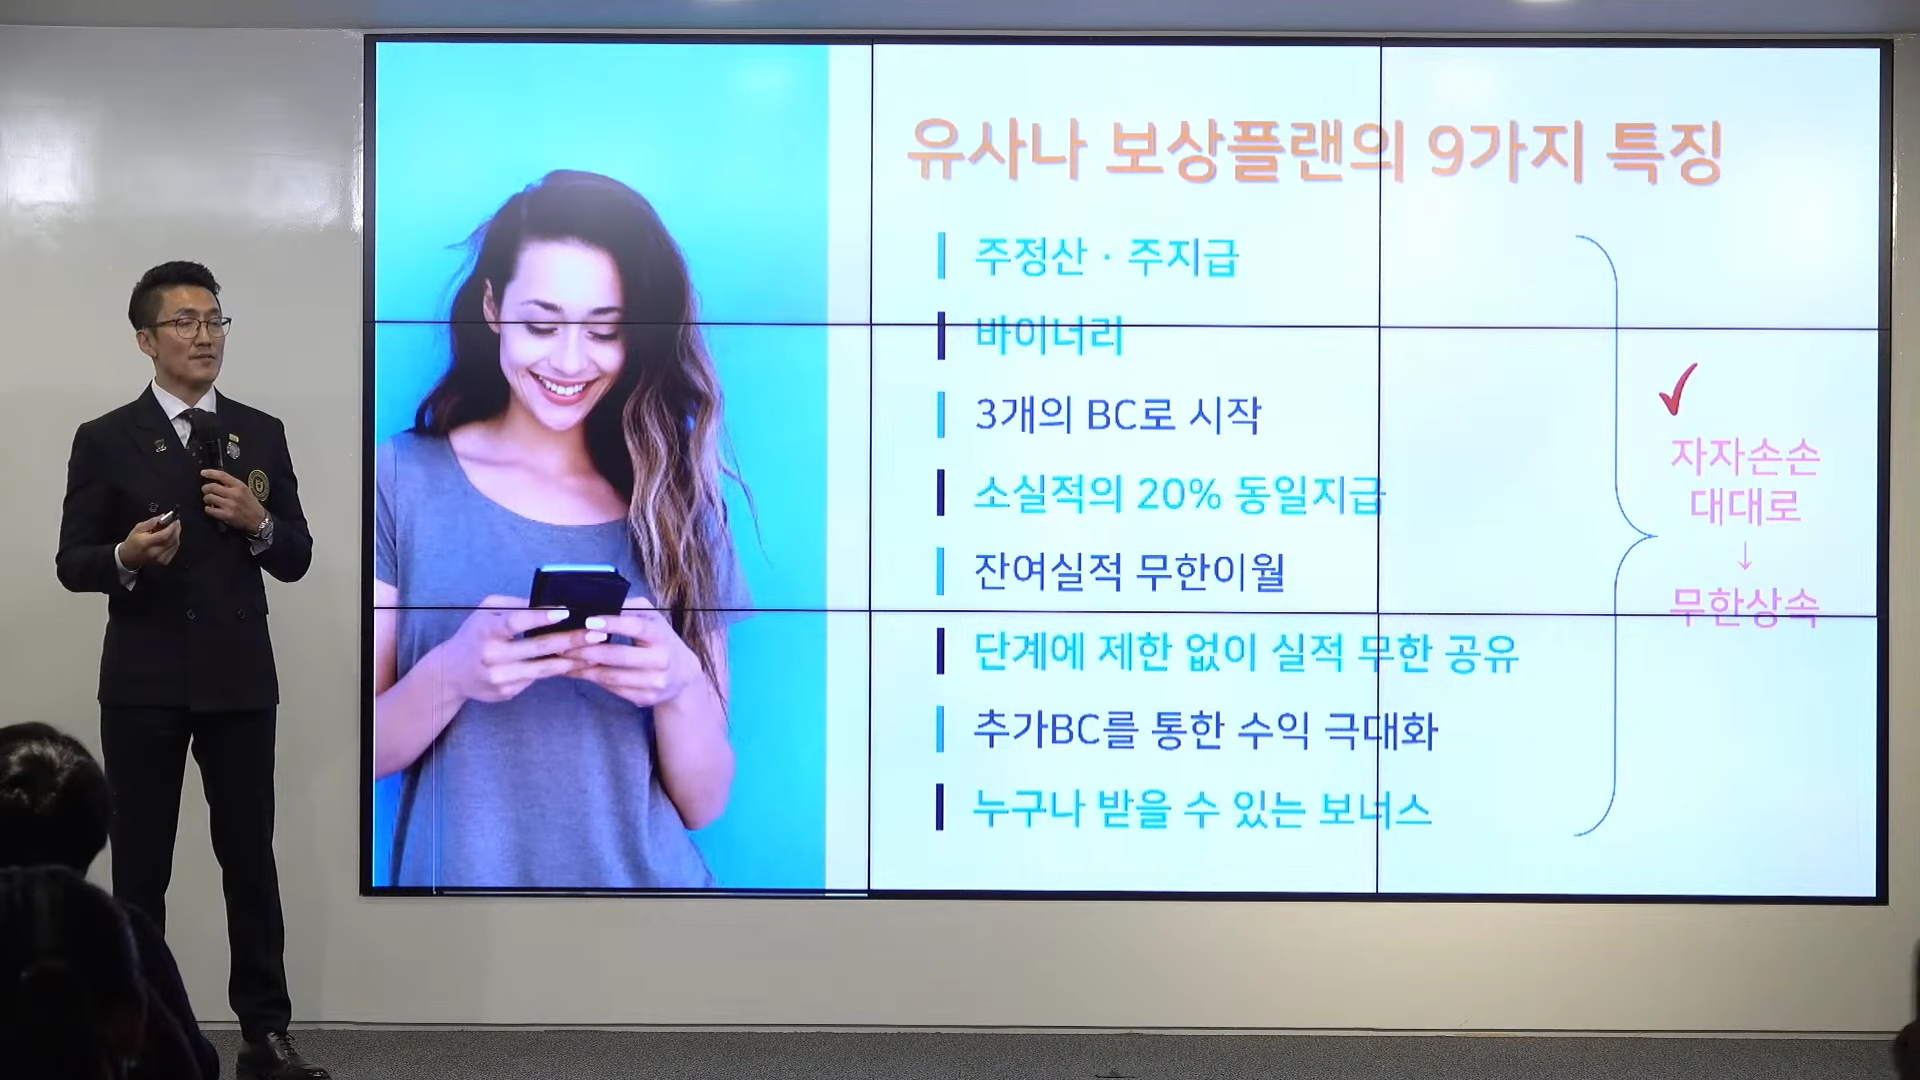 유사나 보상플랜의 9가지 특징
주정산 · 주지급
바이너리
3개의 BC로 시작
소실적의 20% 동일지급
잔여실적 무한이월
단계에 제한 없이 실적 무한 공유
추가BC를 통한 수익 극대화
누구나 받을 수 있는 보너스
자자손손
대대로
↓
무한상속